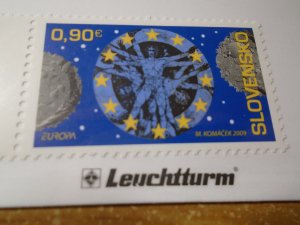 0,90€
SLOVENSKO
EUROPA
M. KOMÁČEK 2009
Leuchtturm